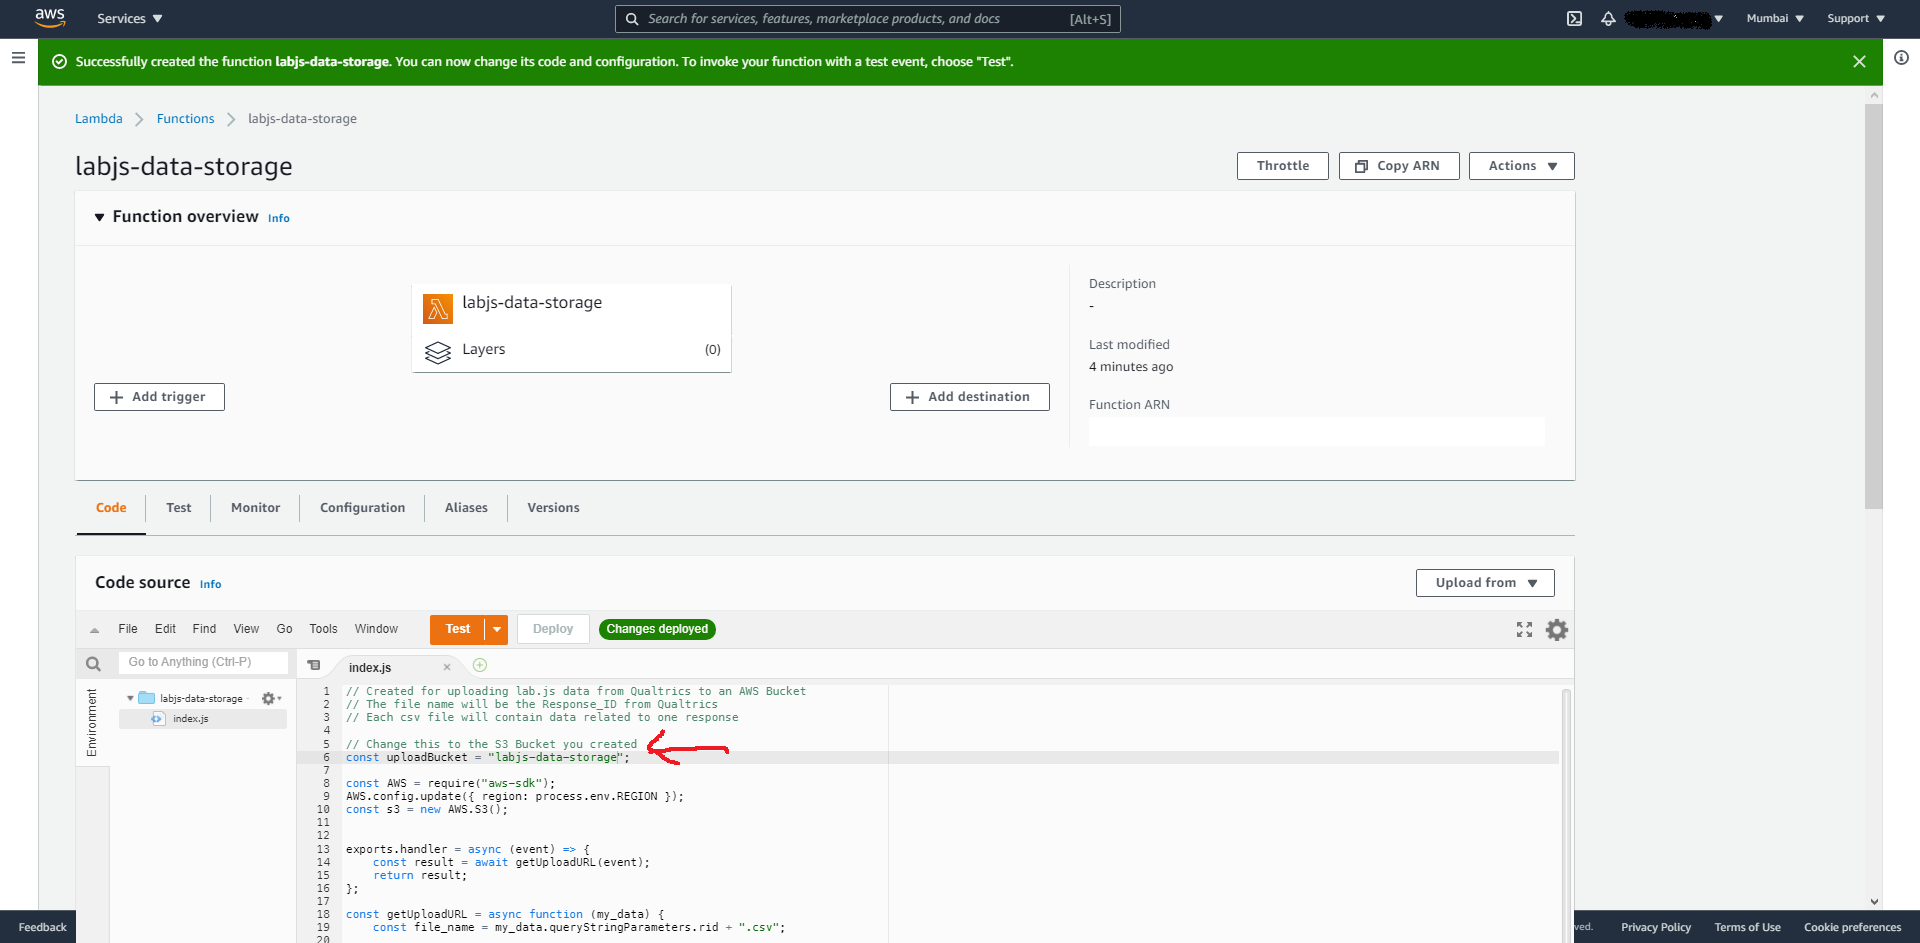 aws Services Search for services, features, marketplace products, and docs [Alt+S] Mumbai Support
Successfully created the function labjs-data-storage. You can now change its code and configuration. To invoke your function with a test event, choose "Test".
Lambda Functions labjs-data-storage
labjs-data-storage
Throttle Copy ARN Actions
Function overview Info
labjs-data-storage
Layers (0)
Add trigger
Add destination
Description
-
Last modified
4 minutes ago
Function ARN
Code Test Monitor Configuration Aliases Versions
Code source Info
Upload from
File Edit Find View Go Tools Window Test Deploy Changes deployed
Go to Anything (Ctrl-P)
index.js
Environment
labjs-data-storage -
index.js
1 // Created for uploading lab.js data from Qualtrics to an AWS Bucket
2 // The file name will be the Response_ID from Qualtrics
3 // Each csv file will contain data related to one response
4
5 // Change this to the S3 Bucket you created
6 const uploadBucket = "labjs-data-storage";
7
8 const AWS = require("aws-sdk");
9 AWS.config.update({ region: process.env.REGION });
10 const s3 = new AWS.S3();
11
12
13 exports.handler = async (event) => {
14 const result = await getUploadURL(event);
15 return result;
16 };
17
18 const getUploadURL = async function (my_data) {
19 const file_name = my_data.queryStringParameters.rid + ".csv";
20
Feedback
ved. Privacy Policy Terms of Use Cookie preferences